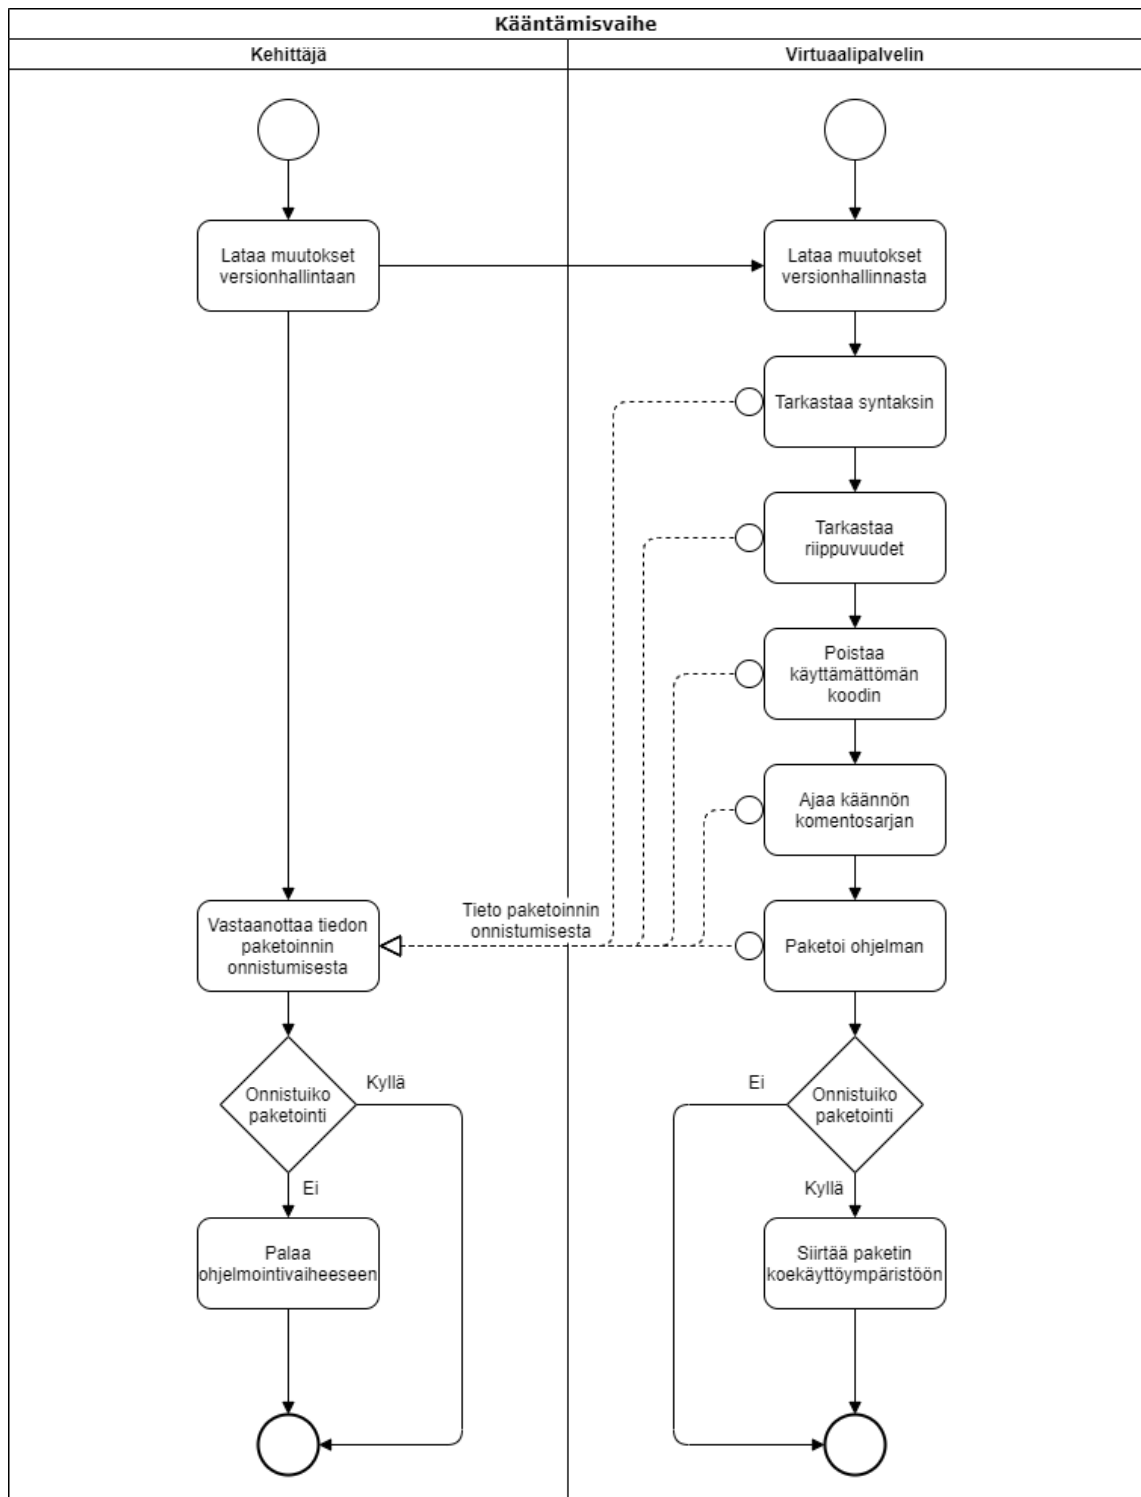 Kääntämisvaihe
Kehittäjä
Virtuaalipalvelin
Lataa muutokset
versionhallintaan
Lataa muutokset
versionhallinnasta
Tarkastaa syntaksin
Tarkastaa
riippuvuudet
Poistaa
käyttämättömän
koodin
Ajaa käännön
komentosarjan
Tieto paketoinnin
onnistumisesta
Vastaanottaa tiedon
paketoinnin
onnistumisesta
Paketoi ohjelman
Onnistuiko
paketointi
Kyllä
Ei
Ei
Onnistuiko
paketointi
Kyllä
Palaa
ohjelmointivaiheeseen
Siirtää paketin
koekäyttöympäristöön